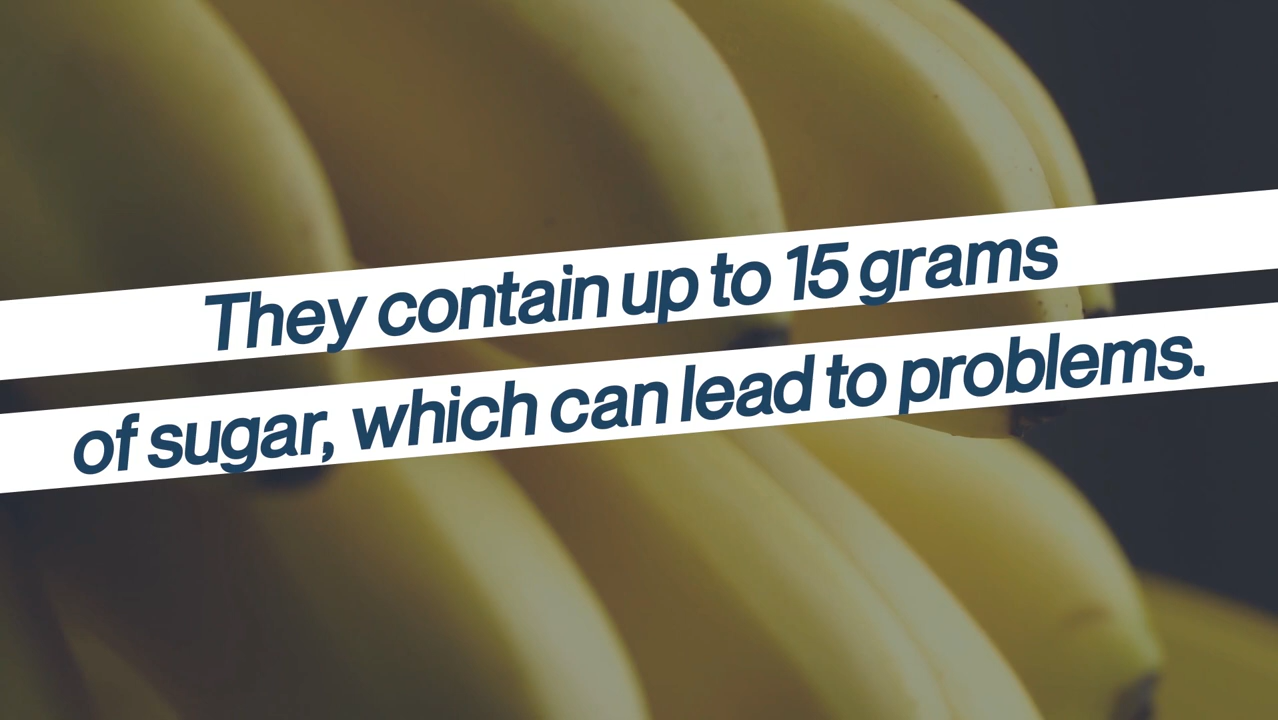 They contain up to 15 grams
of sugar, which can lead to problems.